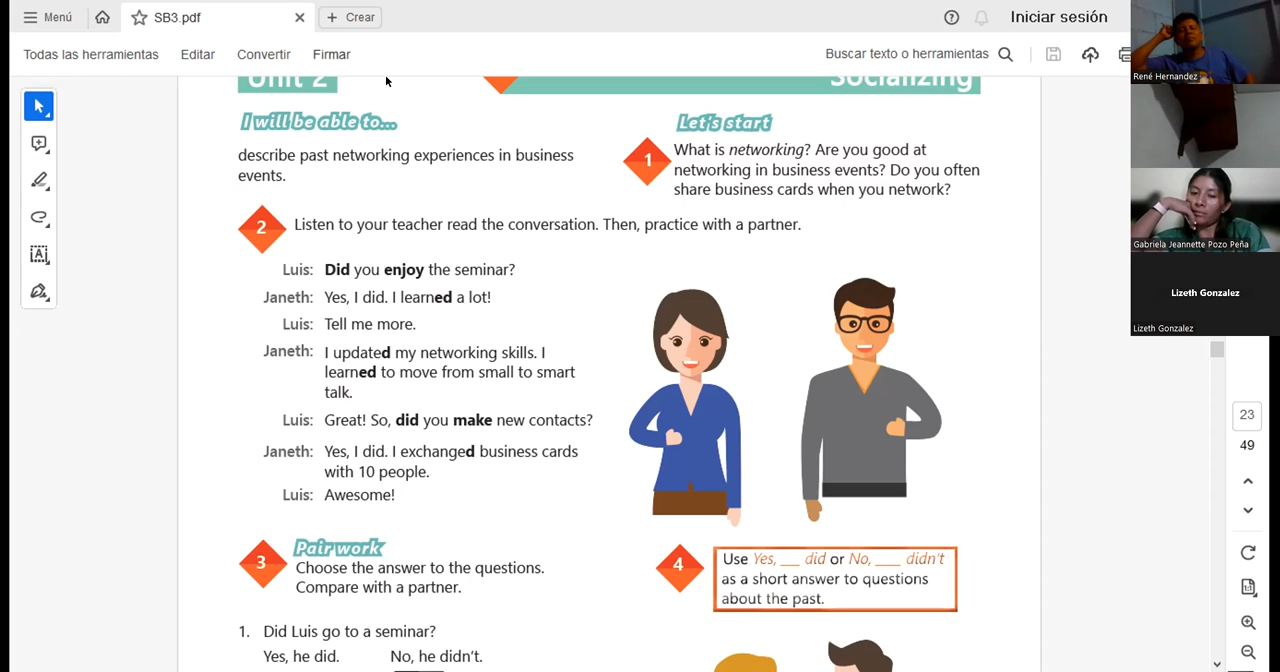 Menú
SB3.pdf
Crear
Iniciar sesión
Todas las herramientas
Editar
Convertir
Firmar
Buscar texto o herramientas
Unit 2
Socializing
I will be able to...
describe past networking experiences in business
events.
Let's start
1
What is networking? Are you good at
networking in business events? Do you often
share business cards when you network?
2
Listen to your teacher read the conversation. Then, practice with a partner.
Luis: Did you enjoy the seminar?
Janeth: Yes, I did. I learned a lot!
Luis: Tell me more.
Janeth: I updated my networking skills. I
learned to move from small to smart
talk.
Luis: Great! So, did you make new contacts?
Janeth: Yes, I did. I exchanged business cards
with 10 people.
Luis: Awesome!
3
Pair work
Choose the answer to the questions.
Compare with a partner.
1. Did Luis go to a seminar?
Yes, he did. No, he didn't.
4
Use Yes, __ did or No, ___ didn't
as a short answer to questions
about the past.
René Hernandez
Gabriela Jeannette Pozo Peña
Lizeth Gonzalez
Lizeth Gonzalez
23
49